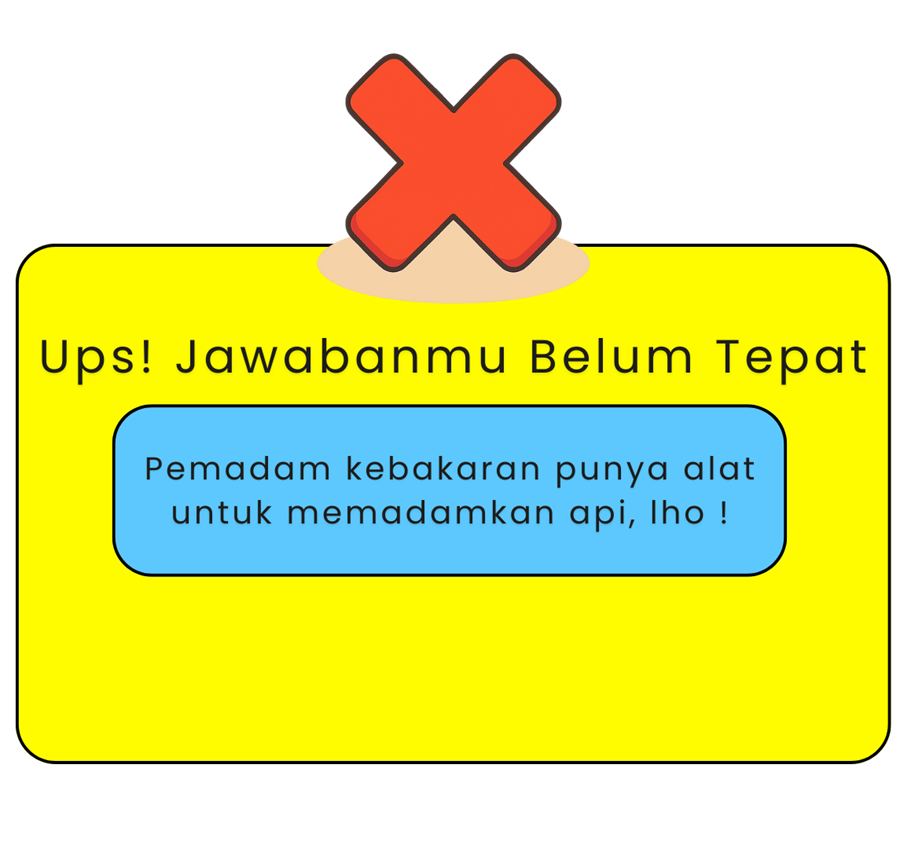 Ups! Jawabanmu Belum Tepat
Pemadam kebakaran punya alat
untuk memadamkan api, lho !